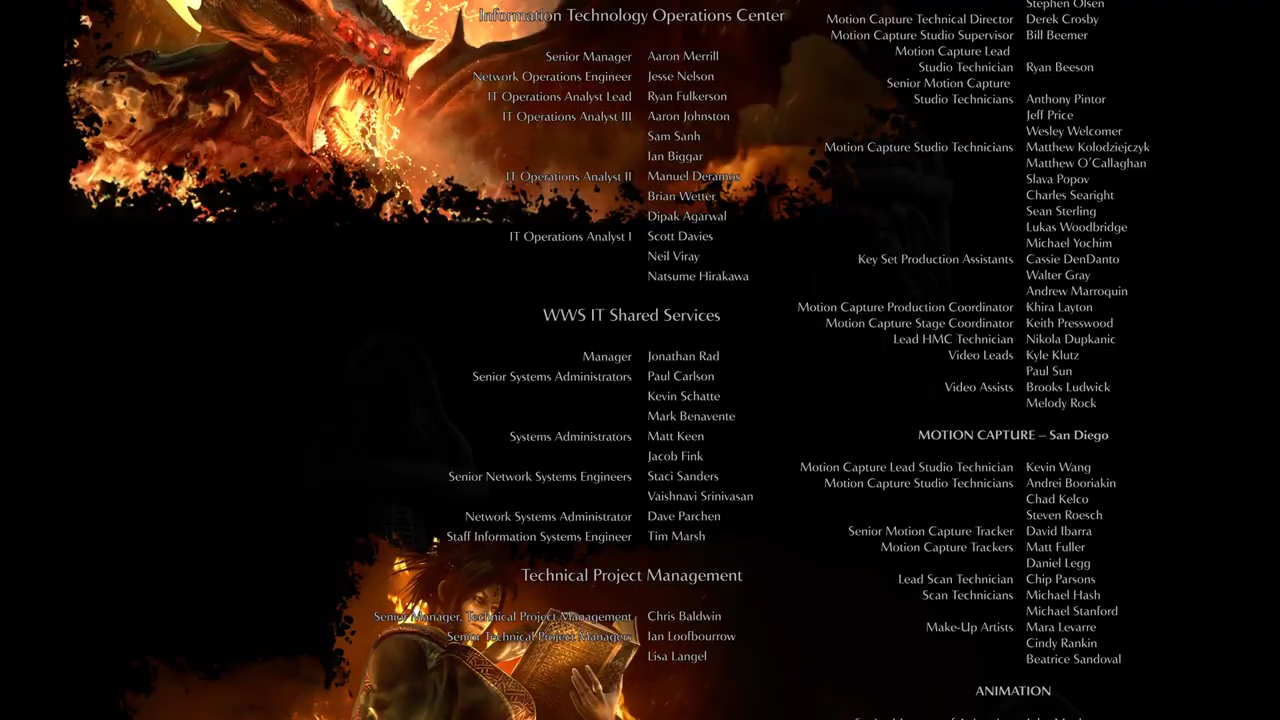 Information Technology Operations Center
Senior Manager Aaron Merrill
Network Operations Engineer Jesse Nelson
IT Operations Analyst Lead Ryan Fulkerson
IT Operations Analyst III Aaron Johnston
Sam Sanh
Ian Biggar
IT Operations Analyst II Manuel Deramos
Brian Wetter
Dipak Agarwal
IT Operations Analyst I Scott Davies
Neil Viray
Natsume Hirakawa
WWS IT Shared Services
Manager Jonathan Rad
Senior Systems Administrators Paul Carlson
Kevin Schatte
Mark Benavente
Systems Administrators Matt Keen
Jacob Fink
Senior Network Systems Engineers Staci Sanders
Vaishnavi Srinivasan
Network Systems Administrator Dave Parchen
Staff Information Systems Engineer Tim Marsh
Technical Project Management
Senior Manager, Technical Project Management Chris Baldwin
Senior Technical Project Managers Ian Loofbourrow
Lisa Langel
Stephen Olsen
Motion Capture Technical Director Derek Crosby
Motion Capture Studio Supervisor Bill Beemer
Motion Capture Lead
Studio Technician Ryan Beeson
Senior Motion Capture
Studio Technicians Anthony Pintor
Jeff Price
Wesley Welcomer
Motion Capture Studio Technicians Matthew Kolodziejczyk
Matthew O'Callaghan
Slava Popov
Charles Searight
Sean Sterling
Lukas Woodbridge
Michael Yochim
Key Set Production Assistants Cassie DenDanto
Walter Gray
Andrew Marroquin
Motion Capture Production Coordinator Khira Layton
Motion Capture Stage Coordinator Keith Presswood
Lead HMC Technician Nikola Dupkanic
Video Leads Kyle Klutz
Paul Sun
Video Assists Brooks Ludwick
Melody Rock
MOTION CAPTURE – San Diego
Motion Capture Lead Studio Technician Kevin Wang
Motion Capture Studio Technicians Andrei Booriakin
Chad Kelco
Steven Roesch
Senior Motion Capture Tracker David Ibarra
Motion Capture Trackers Matt Fuller
Daniel Legg
Lead Scan Technician Chip Parsons
Scan Technicians Michael Hash
Michael Stanford
Make-Up Artists Mara Levarre
Cindy Rankin
Beatrice Sandoval
ANIMATION